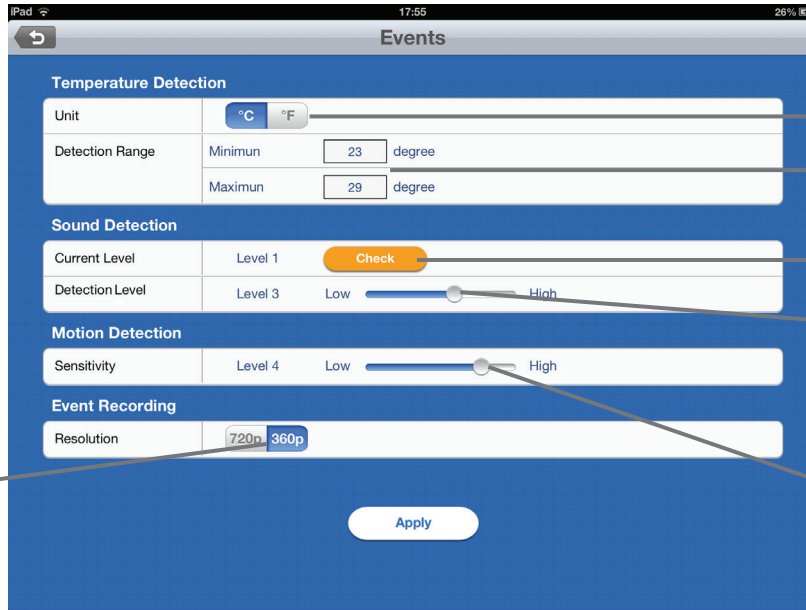 iPad 17:55 26%
Events
Temperature Detection
Unit °C °F
Detection Range Minimun 23 degree
Maximun 29 degree
Sound Detection
Current Level Level 1 Check
Detection Level Level 3 Low High
Motion Detection
Sensitivity Level 4 Low High
Event Recording
Resolution 720p 360p
Apply